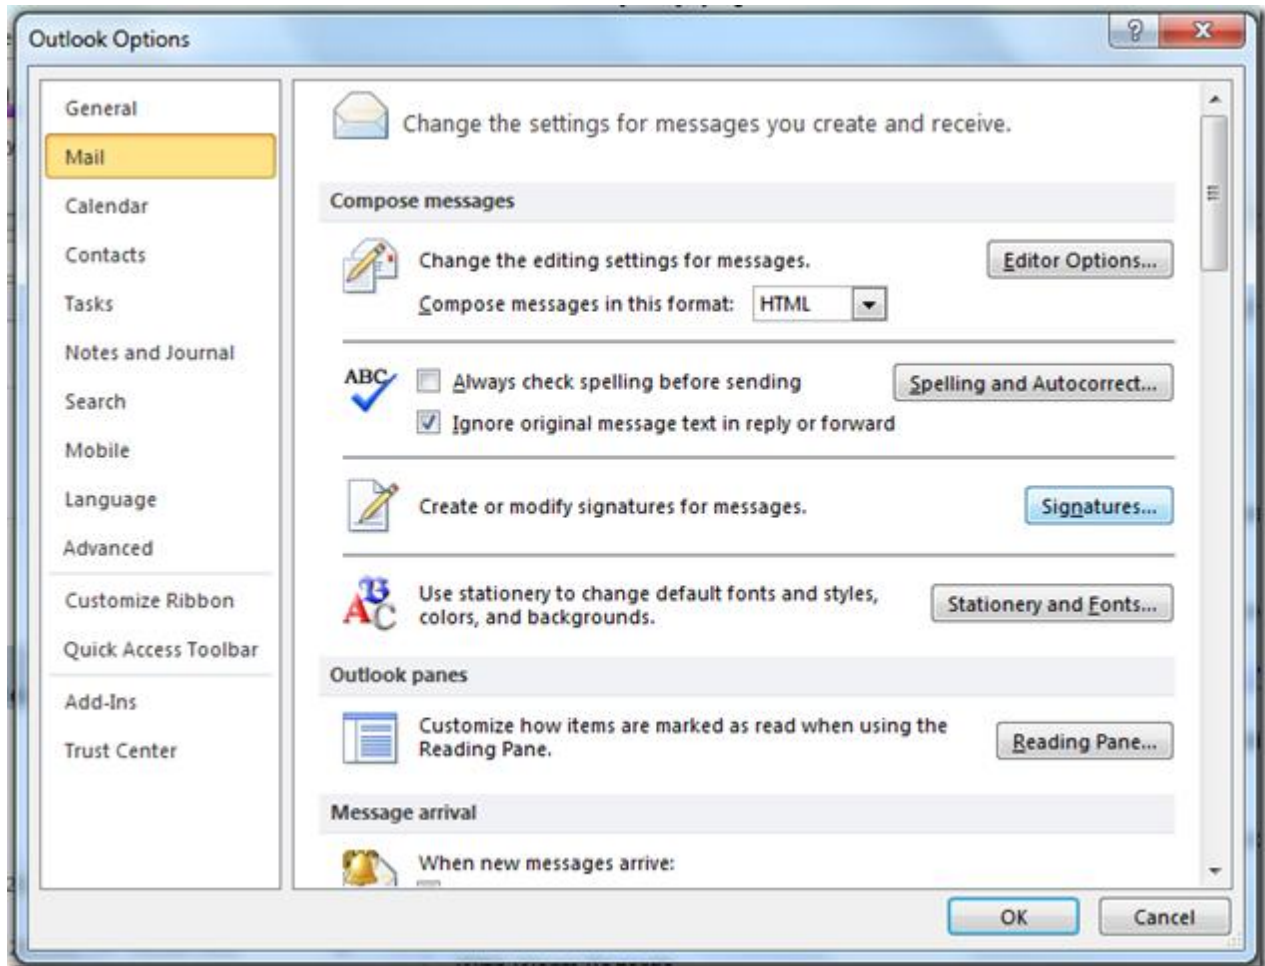 Outlook Options
General
Mail
Calendar
Contacts
Tasks
Notes and Journal
Search
Mobile
Language
Advanced
Customize Ribbon
Quick Access Toolbar
Add-Ins
Trust Center
Change the settings for messages you create and receive.
Compose messages
Change the editing settings for messages.
Editor Options...
Compose messages in this format: HTML
ABC
Always check spelling before sending
Spelling and Autocorrect...
Ignore original message text in reply or forward
Create or modify signatures for messages.
Signatures...
ABC
Use stationery to change default fonts and styles,
colors, and backgrounds.
Stationery and Fonts...
Outlook panes
Customize how items are marked as read when using the
Reading Pane.
Reading Pane...
Message arrival
When new messages arrive:
OK
Cancel